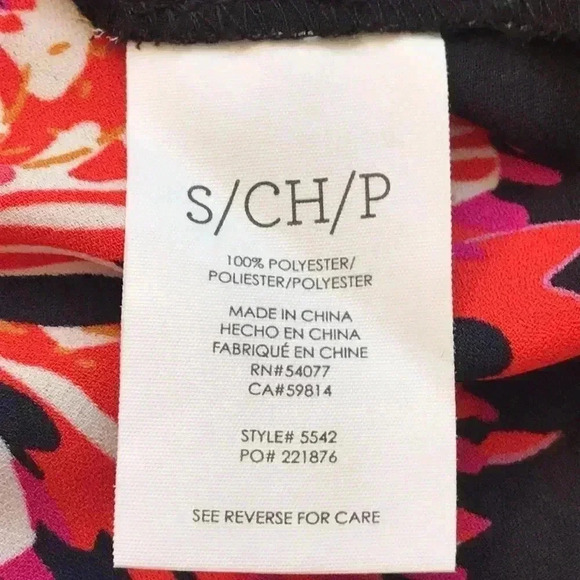 S/CH/P
100% POLYESTER/
POLIESTER/POLYESTER
MADE IN CHINA
HECHO EN CHINA
FABRIQUÉ EN CHINE
RN#54077
CA#59814
STYLE# 5542
PO# 221876
SEE REVERSE FOR CARE